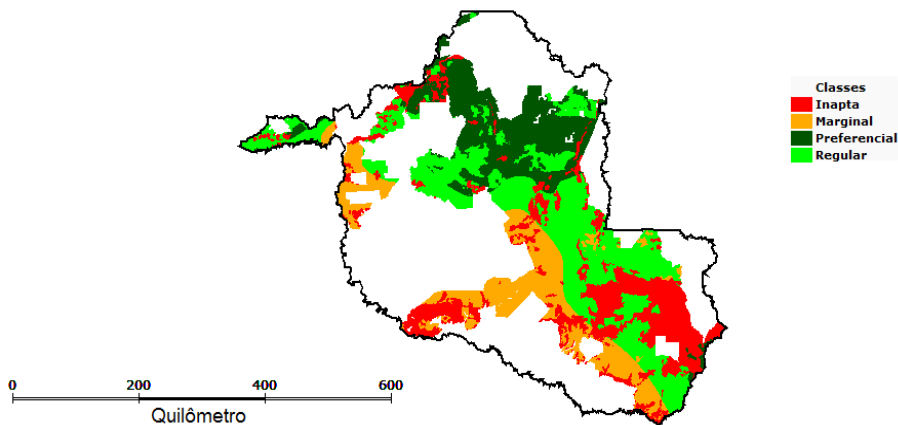 Classes
Inapta
Marginal
Preferencial
Regular
0 200 400 600
Quilômetro